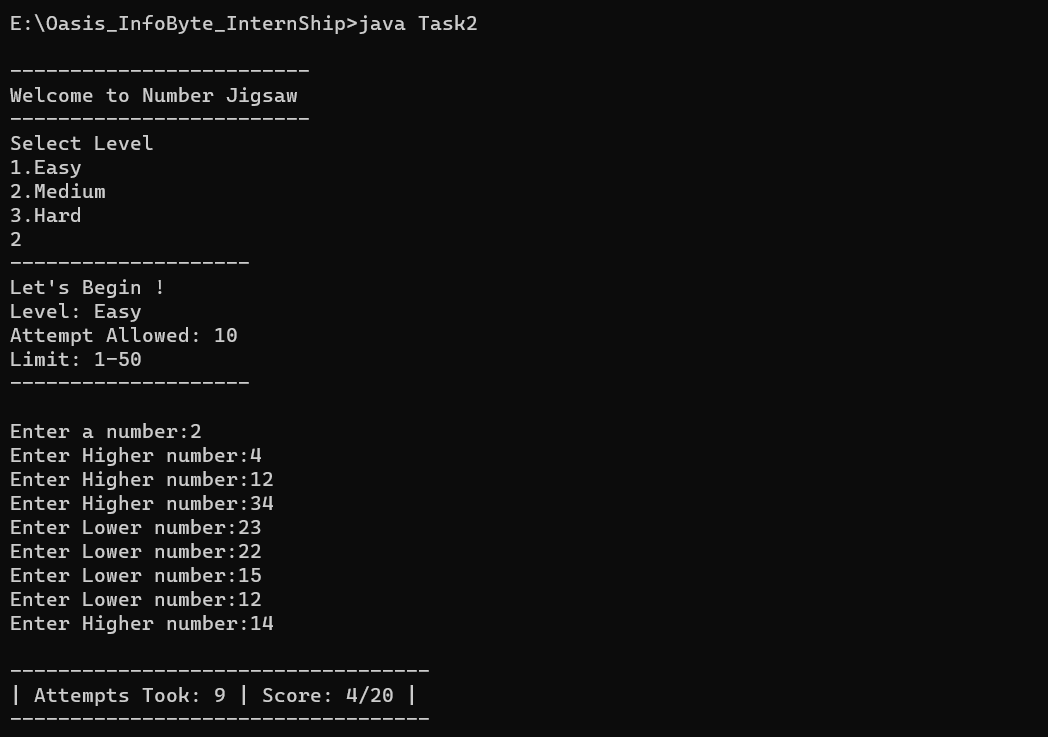 E:\Oasis_InfoByte_InternShip>java Task2
-------------------------
Welcome to Number Jigsaw
-------------------------
Select Level
1.Easy
2.Medium
3.Hard
2
--------------------
Let's Begin !
Level: Easy
Attempt Allowed: 10
Limit: 1-50
--------------------
Enter a number:2
Enter Higher number:4
Enter Higher number:12
Enter Higher number:34
Enter Lower number:23
Enter Lower number:22
Enter Lower number:15
Enter Lower number:12
Enter Higher number:14
-----------------------------------
| Attempts Took: 9 | Score: 4/20 |
-----------------------------------